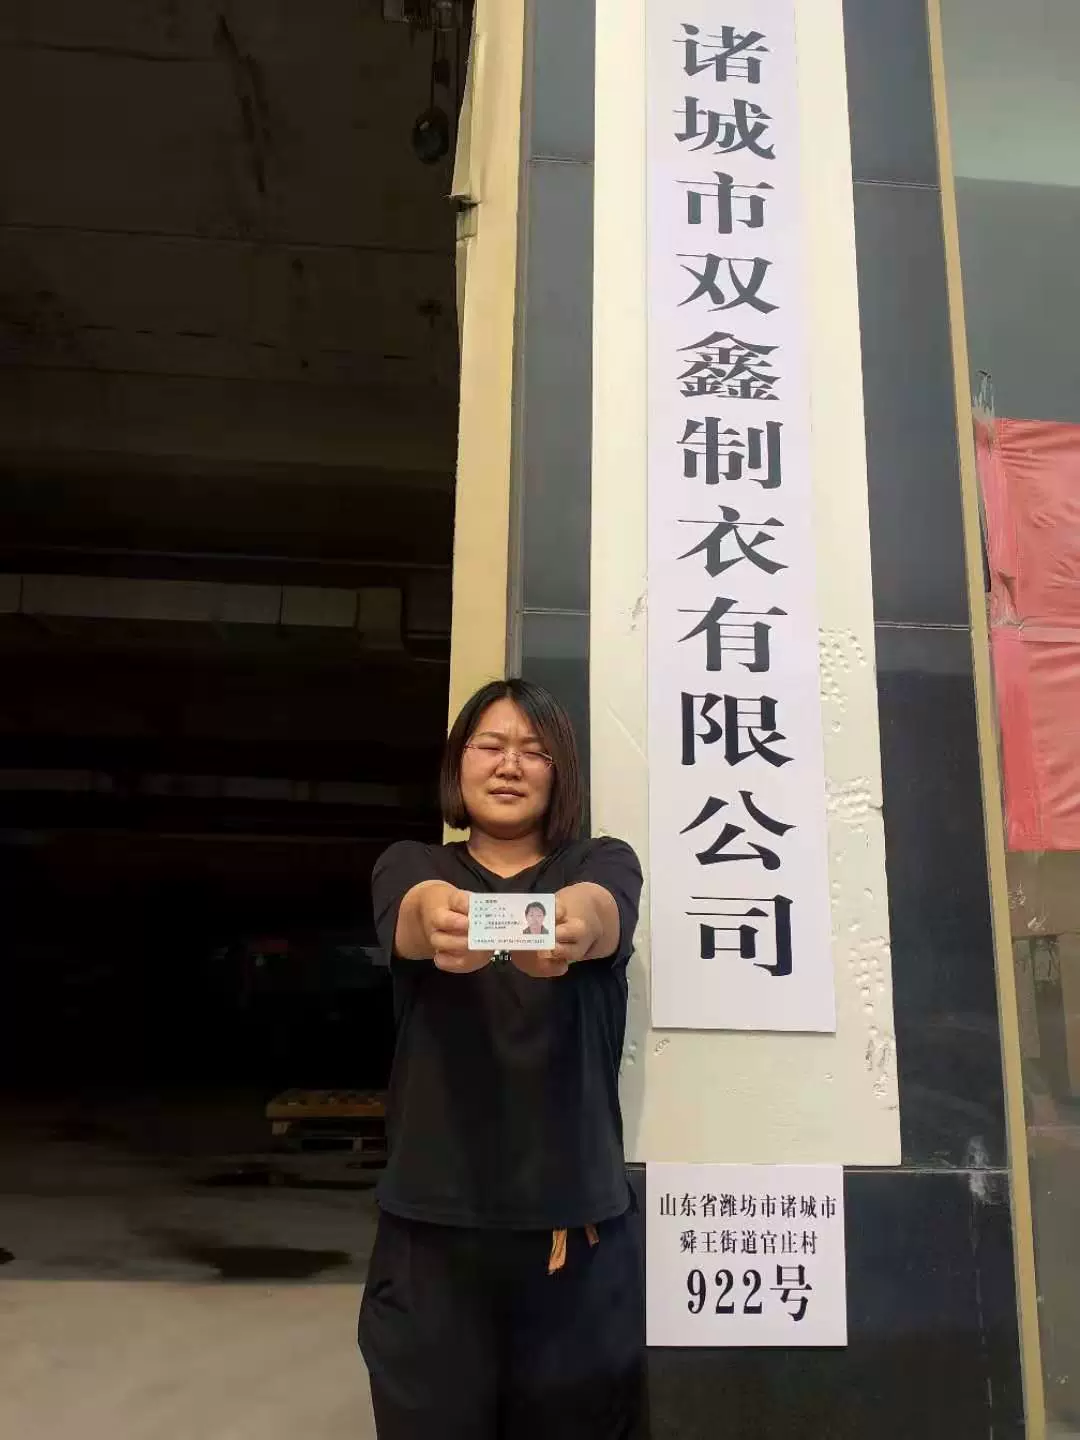 诸城市双鑫制衣有限公司
山东省潍坊市诸城市
舜王街道官庄村
922号